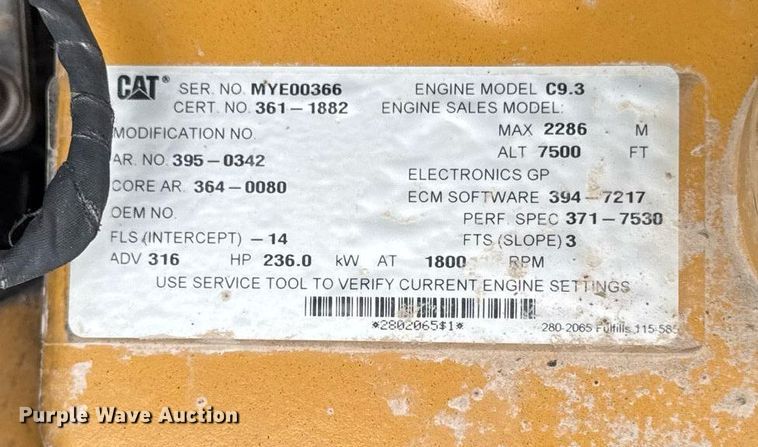 CAT® SER. NO. MYE00366 ENGINE MODEL C9.3
CERT. NO. 361-1882 ENGINE SALES MODEL:
MODIFICATION NO. MAX 2286 M
AR. NO. 395-0342 ALT 7500 FT
CORE AR. 364-0080 ELECTRONICS GP
ECM SOFTWARE 394-7217
OEM NO. PERF. SPEC 371-7530
FLS (INTERCEPT) -14 FTS (SLOPE) 3
ADV 316 HP 236.0 kW AT 1800 RPM
USE SERVICE TOOL TO VERIFY CURRENT ENGINE SETTINGS
*2802065$1*
280-2065 Fulfills 115-585
Purple Wave Auction